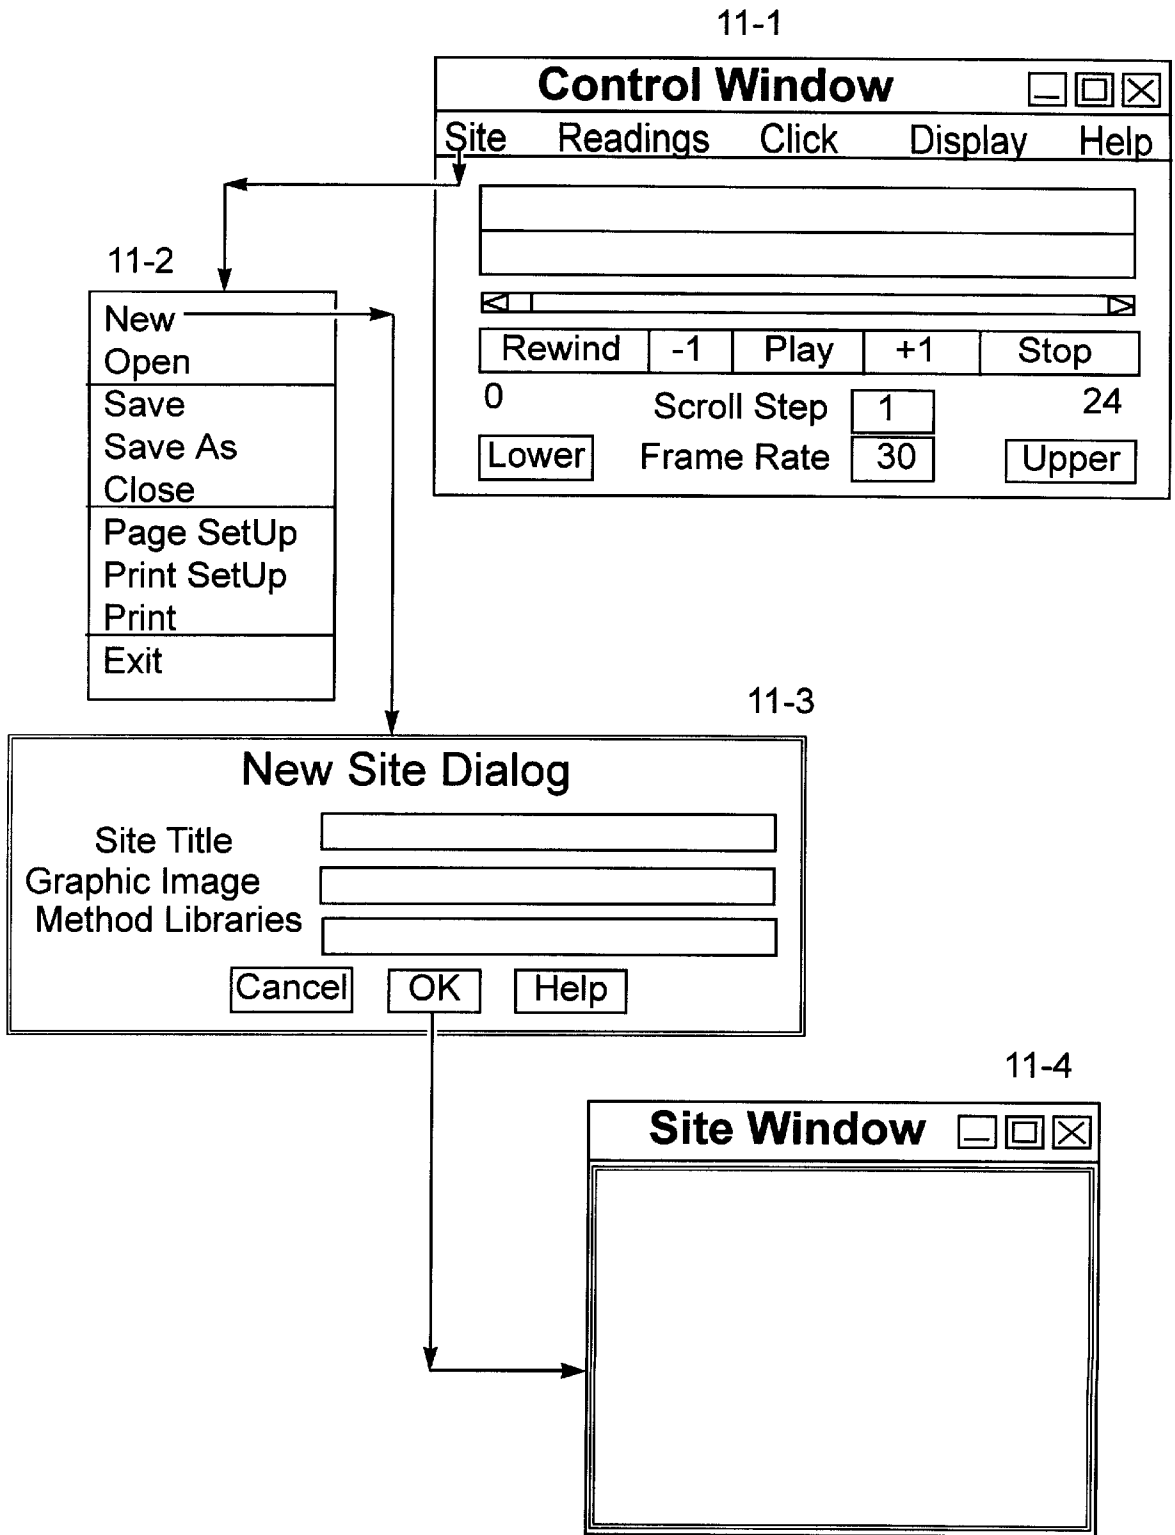 11-1
Control Window
Site Readings Click Display Help
Rewind -1 Play +1 Stop
0 Scroll Step 1 24
Lower Frame Rate 30 Upper
11-2
New
Open
Save
Save As
Close
Page SetUp
Print SetUp
Print
Exit
11-3
New Site Dialog
Site Title
Graphic Image
Method Libraries
Cancel OK Help
11-4
Site Window